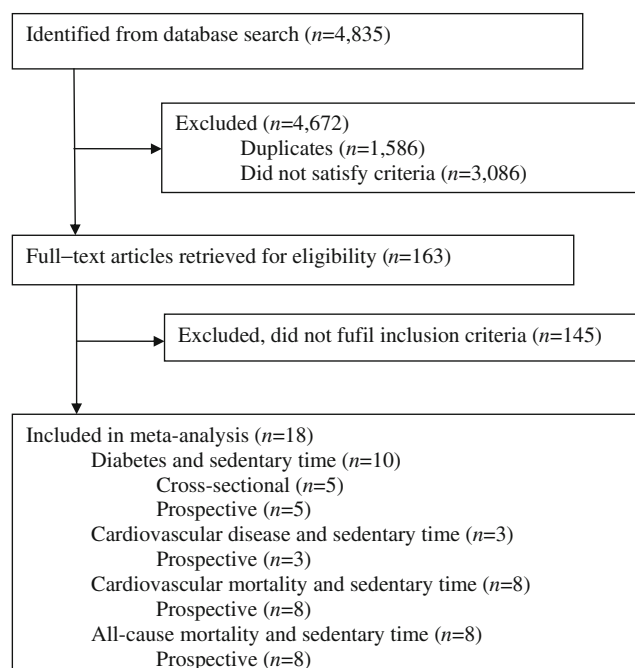 Identified from database search (n=4,835)
Excluded (n=4,672)
Duplicates (n=1,586)
Did not satisfy criteria (n=3,086)
Full−text articles retrieved for eligibility (n=163)
Excluded, did not fufil inclusion criteria (n=145)
Included in meta-analysis (n=18)
Diabetes and sedentary time (n=10)
Cross-sectional (n=5)
Prospective (n=5)
Cardiovascular disease and sedentary time (n=3)
Prospective (n=3)
Cardiovascular mortality and sedentary time (n=8)
Prospective (n=8)
All-cause mortality and sedentary time (n=8)
Prospective (n=8)